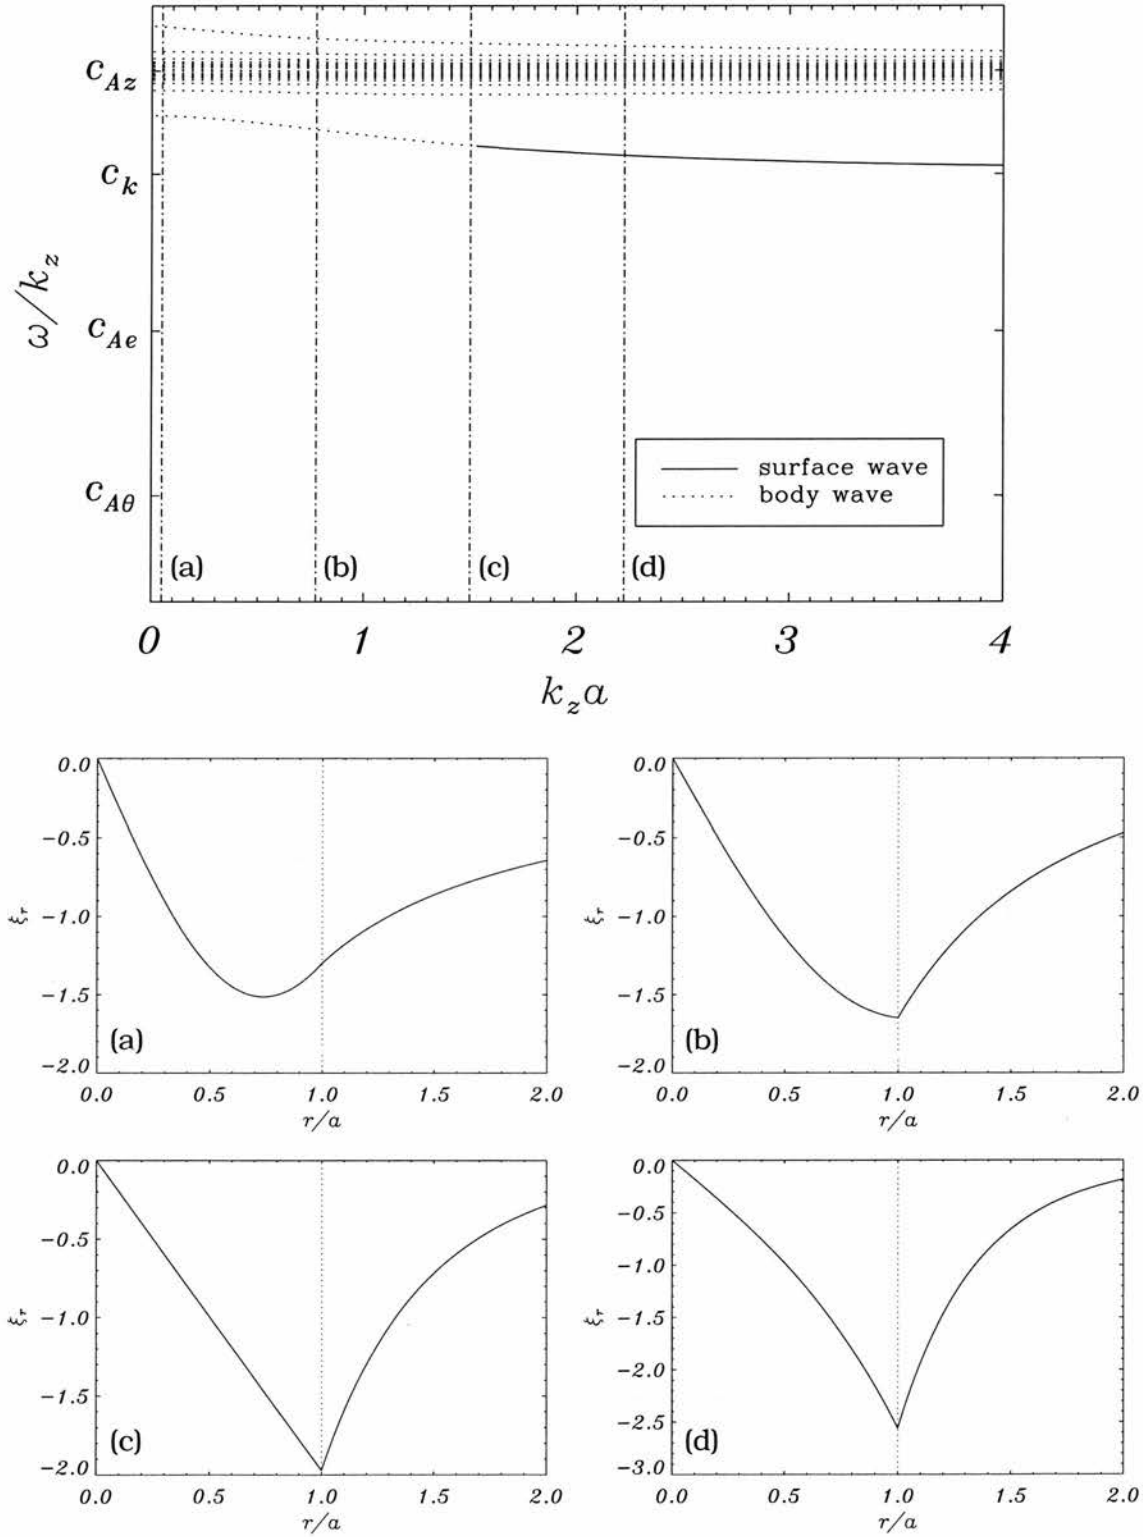 c_Az
c_k
ω/k_z
c_Ae
c_Aθ
surface wave
body wave
(a) (b) (c) (d)
0 1 2 3 4
k_z a
0.0
-0.5
-1.0
-1.5
-2.0
ξ_r
(a)
0.0 0.5 1.0 1.5 2.0
r/a
0.0
-0.5
-1.0
-1.5
-2.0
ξ_r
(b)
0.0 0.5 1.0 1.5 2.0
r/a
0.0
-0.5
-1.0
-1.5
-2.0
ξ_r
(c)
0.0 0.5 1.0 1.5 2.0
r/a
0.0
-0.5
-1.0
-1.5
-2.0
-2.5
-3.0
ξ_r
(d)
0.0 0.5 1.0 1.5 2.0
r/a